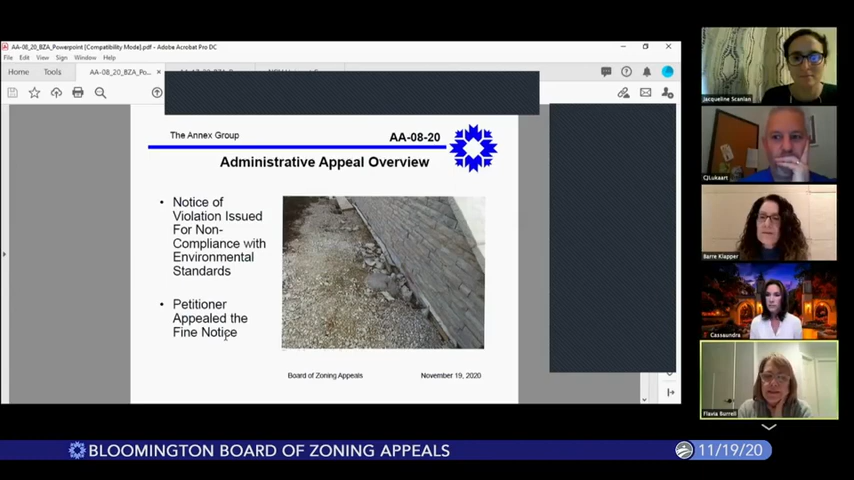 AA-08_20_BZA_Powerpoint [Compatibility Mode].pdf - Adobe Acrobat Pro DC
File Edit View Sign Window Help
Home Tools AA-08_20_BZA_Po... ×
The Annex Group
AA-08-20
Administrative Appeal Overview
• Notice of
Violation Issued
For Non-
Compliance with
Environmental
Standards
• Petitioner
Appealed the
Fine Notice
Board of Zoning Appeals
November 19, 2020
Jacqueline Scanlan
CJLukaart
Barre Klapper
Cassaundra
Flavia Burrell
BLOOMINGTON BOARD OF ZONING APPEALS
11/19/20